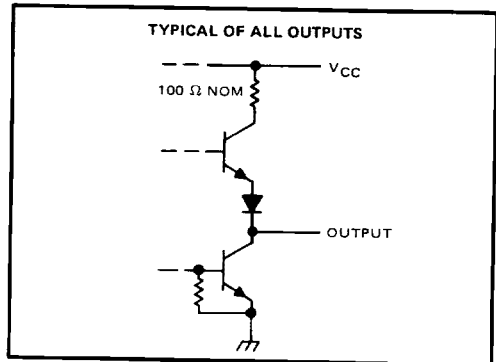 TYPICAL OF ALL OUTPUTS
VCC
100 Ω NOM
OUTPUT